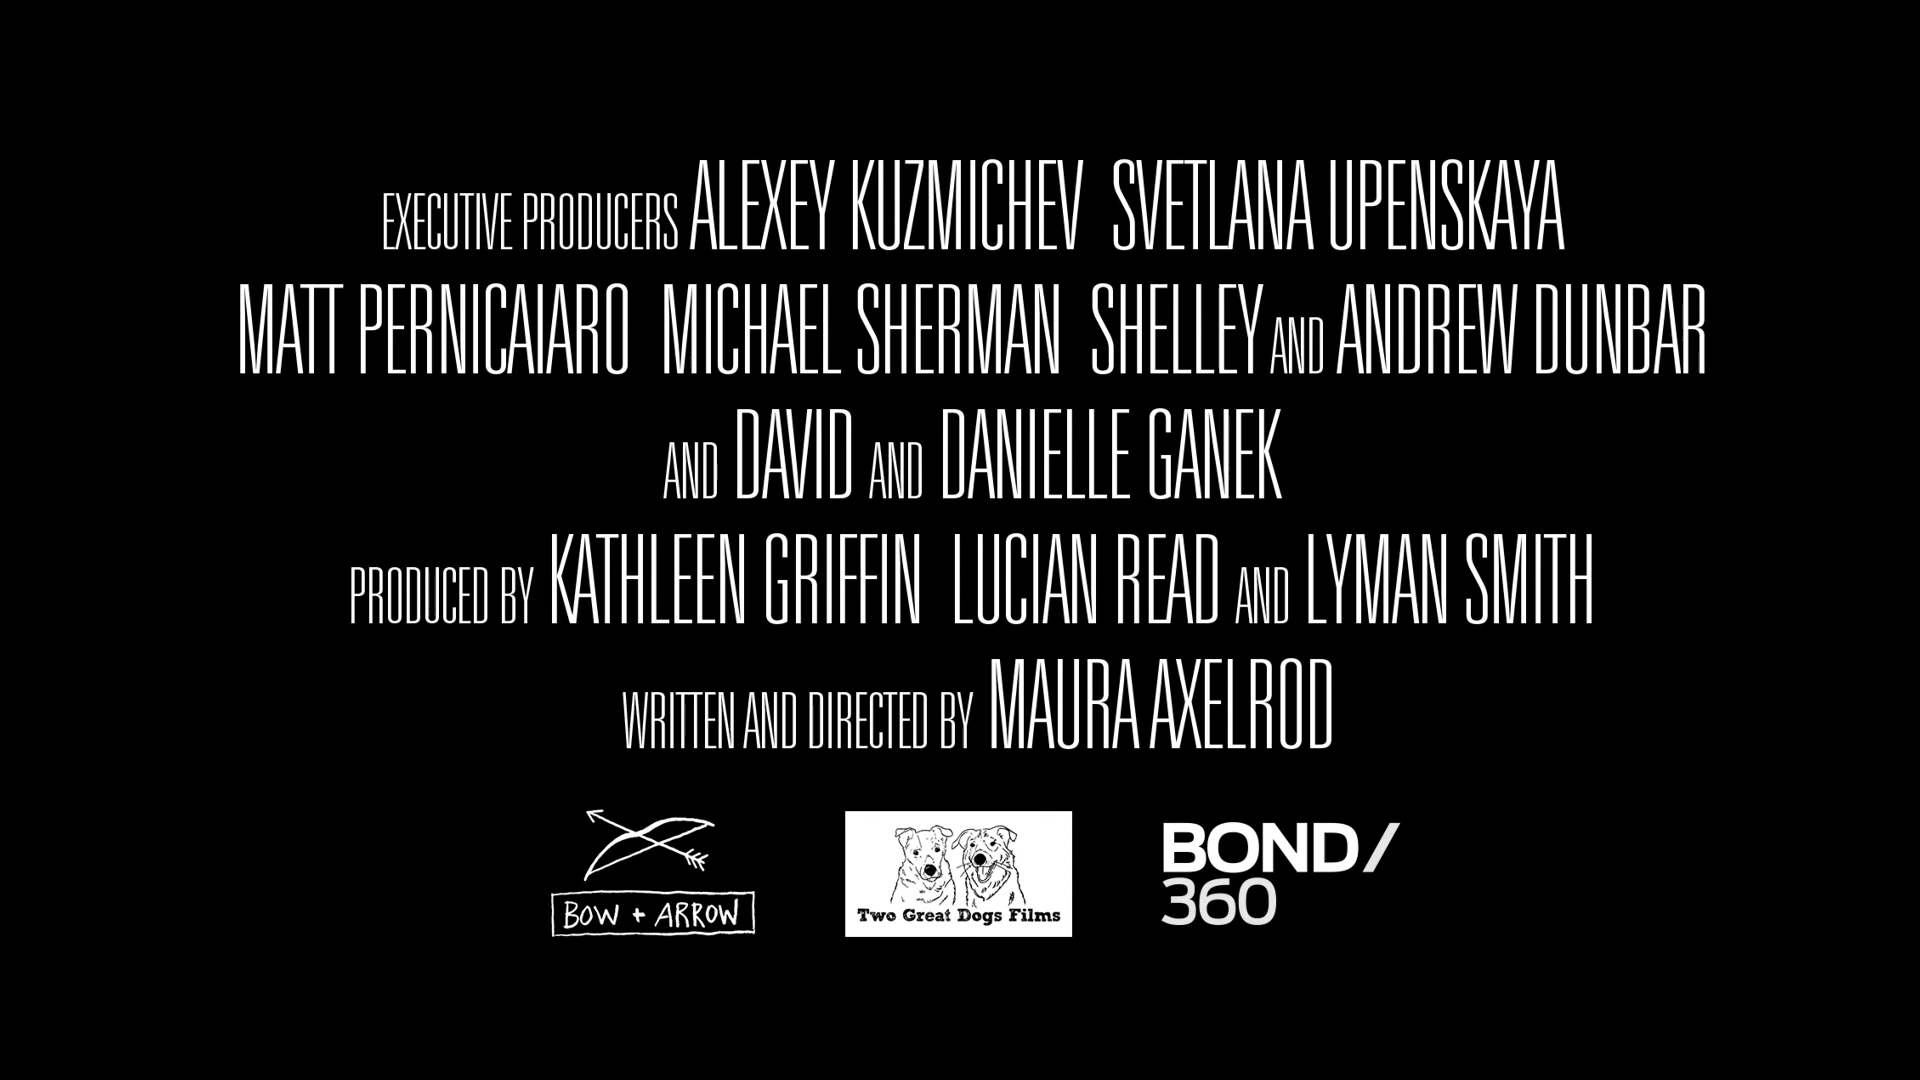 EXECUTIVE PRODUCERS ALEXEY KUZMICHEV SVETLANA UPENSKAYA
MATT PERNICAIARO MICHAEL SHERMAN SHELLEY AND ANDREW DUNBAR
AND DAVID AND DANIELLE GANEK
PRODUCED BY KATHLEEN GRIFFIN LUCIAN READ AND LYMAN SMITH
WRITTEN AND DIRECTED BY MAURA AXELROD
BOW + ARROW
Two Great Dogs Films
BOND/
360